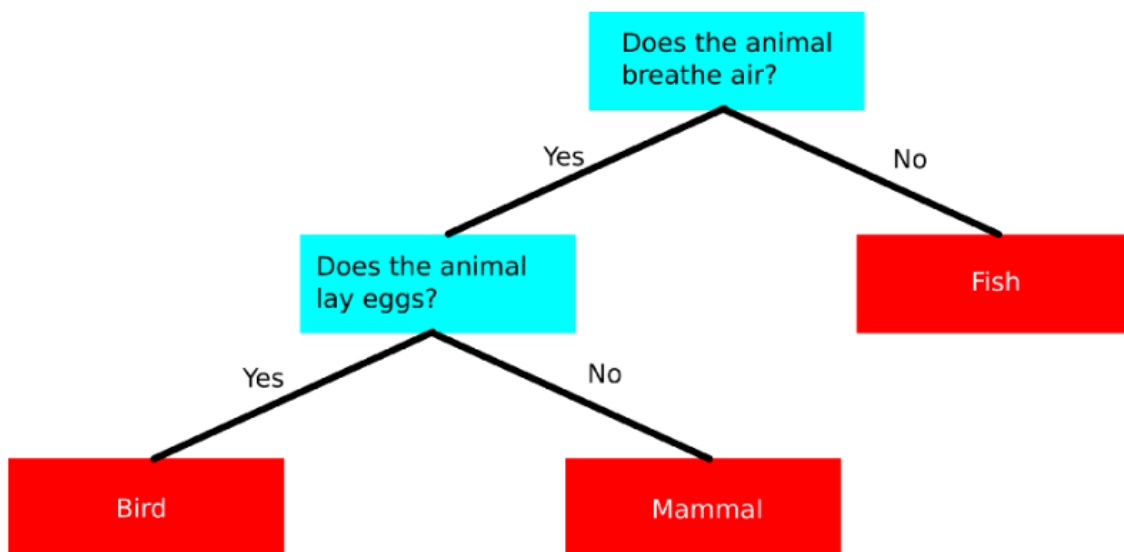 Does the animal
breathe air?
Yes
No
Does the animal
lay eggs?
Fish
Yes
No
Bird
Mammal